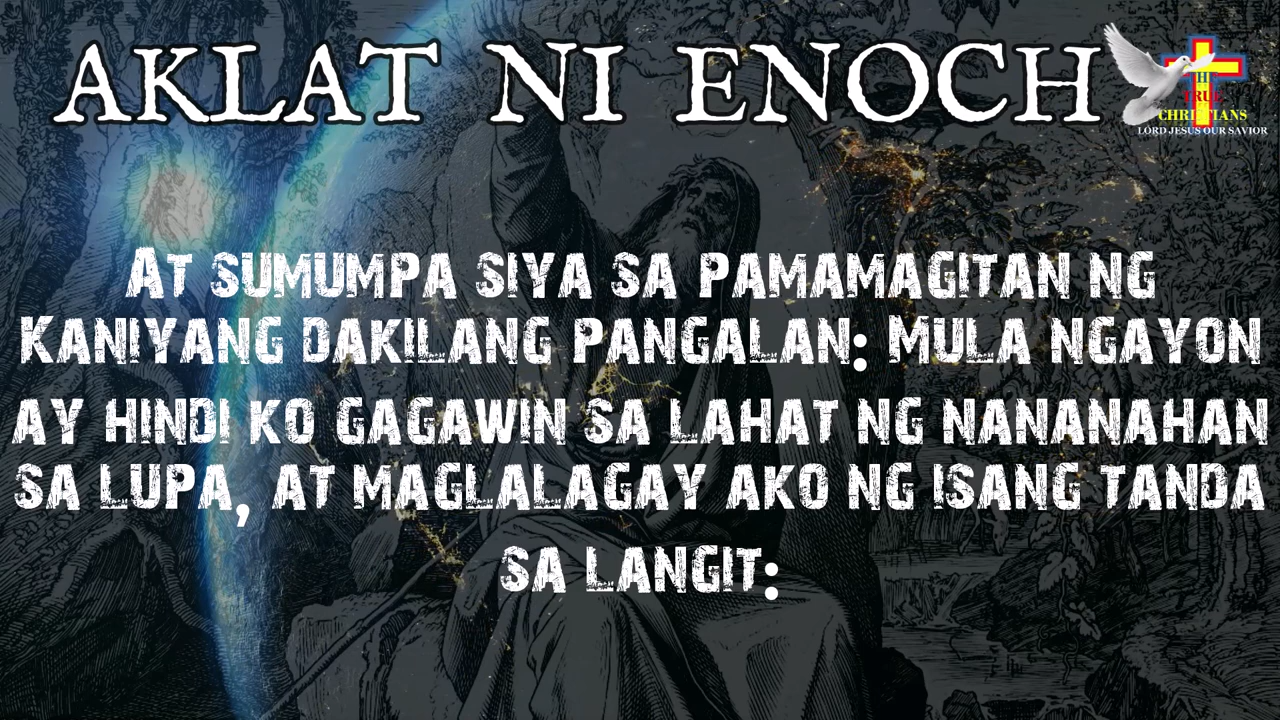 AKLAT NI ENOCH
TRUE
CHRISTIANS
LORD JESUS OUR SAVIOR
At sumumpa siya sa pamamagitan ng
Kaniyang dakilang Pangalan: Mula ngayon
ay hindi ko gagawin sa lahat ng nananahan
sa lupa, at maglalagay ako ng isang tanda
sa langit: